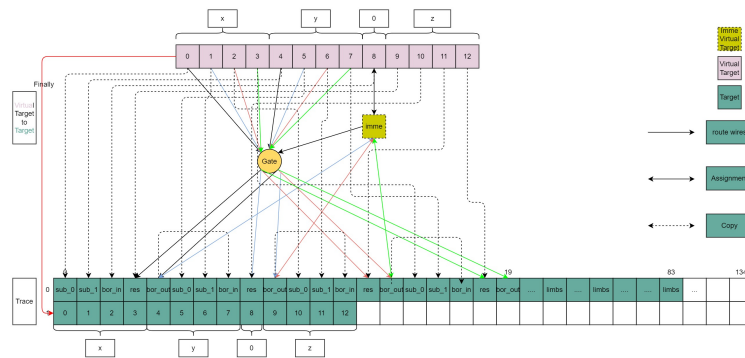 x y 0 z
Imme
Virtual
Target
0 1 2 3 4 5 6 7 8 9 10 11 12
Virtual
Target
Finally
Target
Virtual
Target
to
Target
imme
route wires
Gate
Assignment
Copy
0 19 83 134
Trace
0 sub_0 sub_1 bor_in res bor_out sub_0 sub_1 bor_in res bor_out sub_0 sub_1 bor_in res bor_out sub_0 sub_1 bor_in res bor_out .... limbs .... limbs .... .... limbs ...
0 1 2 3 4 5 6 7 8 9 10 11 12
x y 0 z